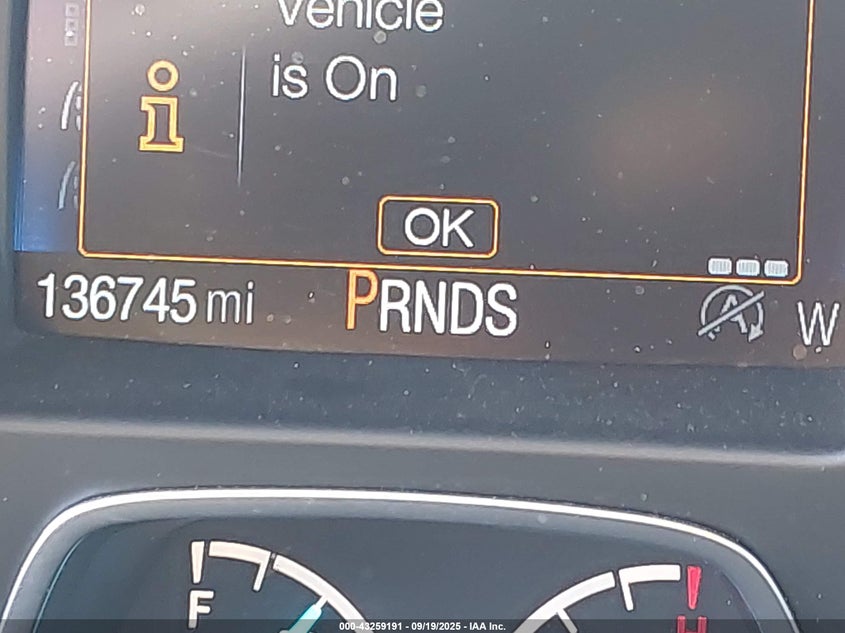 Vehicle
is On
OK
136745 mi PRNDS A W
F H
000-43259191 - 09/19/2025 - IAA Inc.